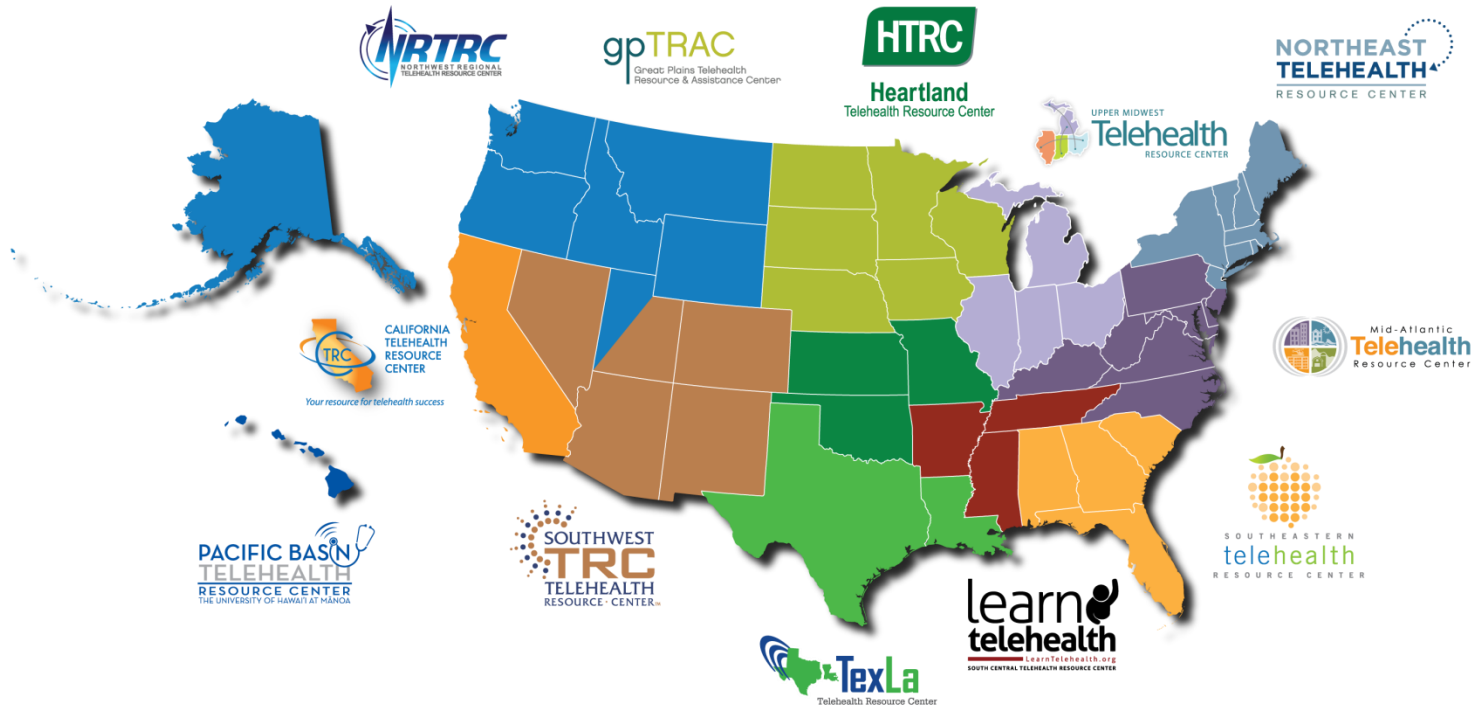 NRTRC
NORTHWEST REGIONAL
TELEHEALTH RESOURCE CENTER
gpTRAC
Great Plains Telehealth
Resource & Assistance Center
HTRC
Heartland
Telehealth Resource Center
UPPER MIDWEST
Telehealth
RESOURCE CENTER
NORTHEAST
TELEHEALTH
RESOURCE CENTER
TRC
CALIFORNIA
TELEHEALTH
RESOURCE
CENTER
Your resource for telehealth success
Mid-Atlantic
Telehealth
Resource Center
PACIFIC BASIN
TELEHEALTH
RESOURCE CENTER
THE UNIVERSITY OF HAWAI'I AT MĀNOA
SOUTHWEST
TRC
TELEHEALTH
RESOURCE · CENTER
SOUTHEASTERN
telehealth
RESOURCE CENTER
learn
telehealth
LearnTelehealth.org
SOUTH CENTRAL TELEHEALTH RESOURCE CENTER
TexLa
Telehealth Resource Center